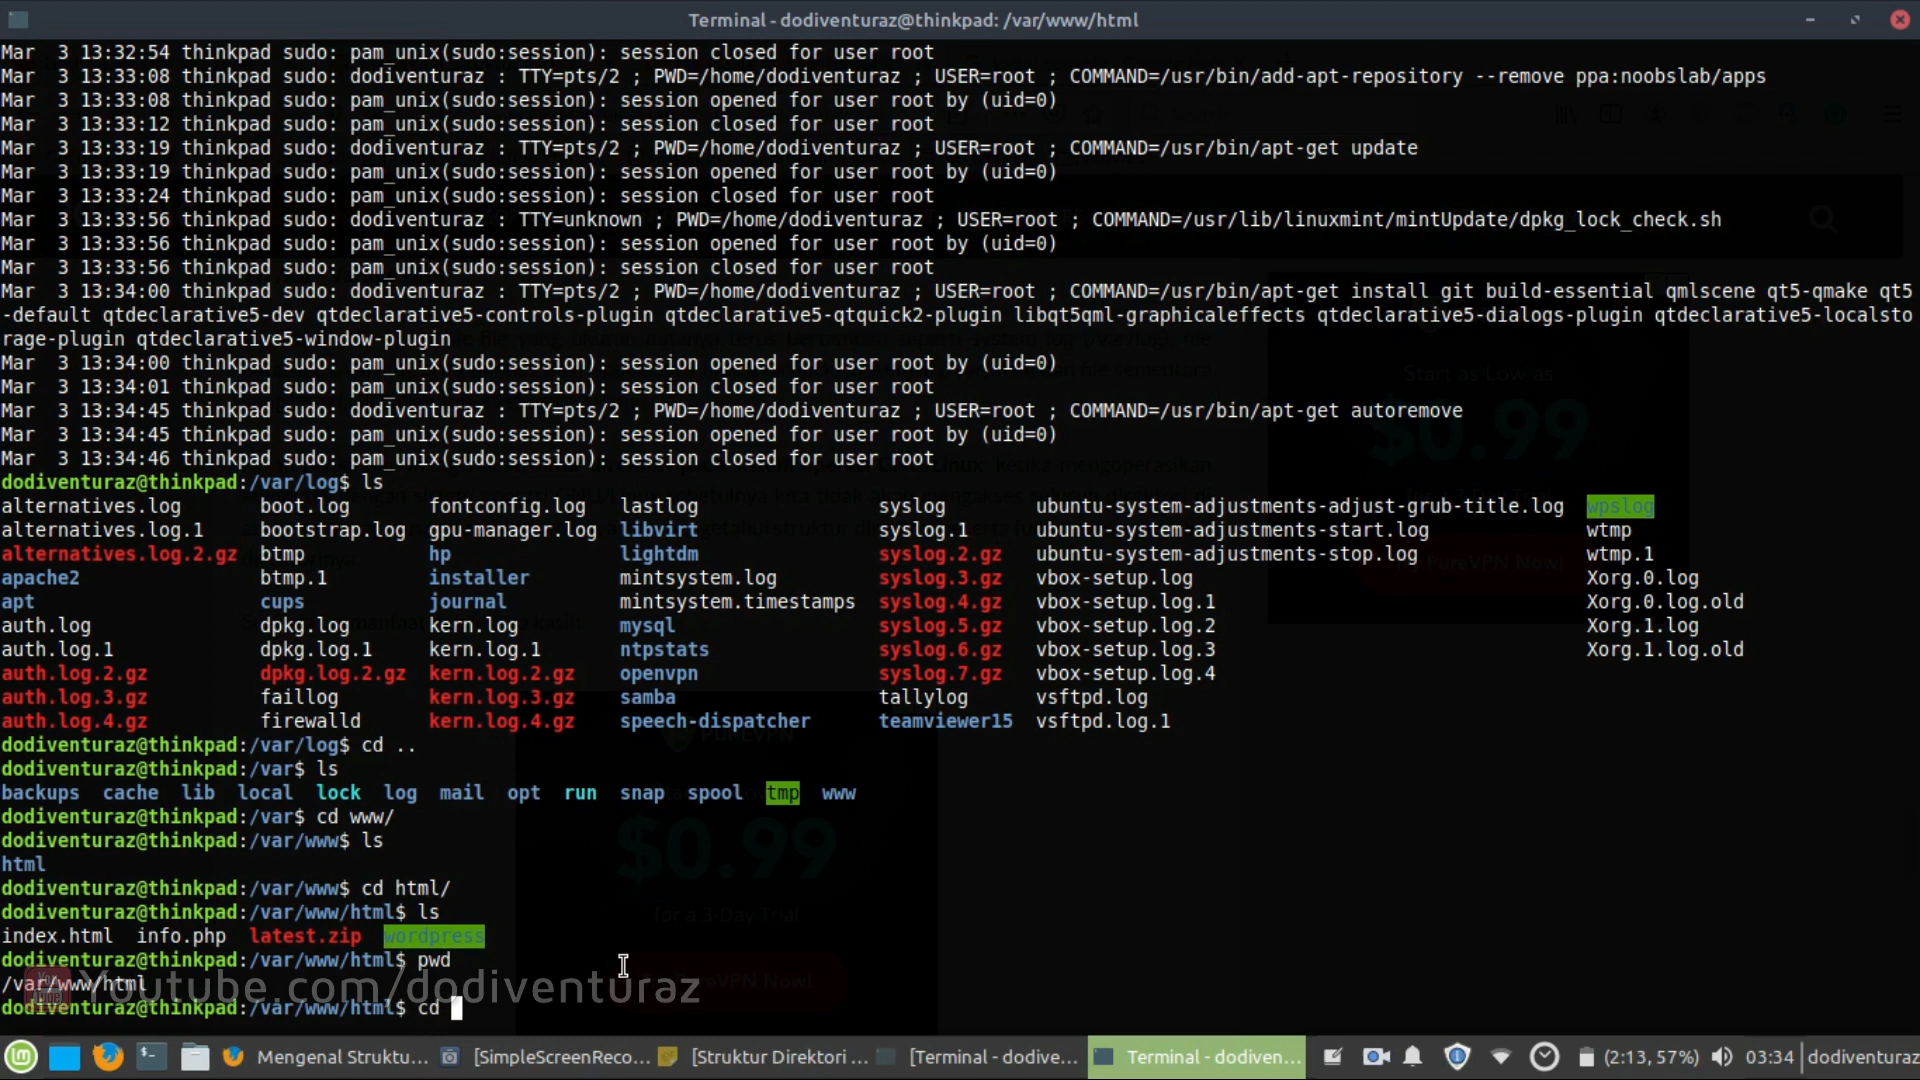 Terminal - dodiventuraz@thinkpad: /var/www/html
Mar  3 13:32:54 thinkpad sudo: pam_unix(sudo:session): session closed for user root
Mar  3 13:33:08 thinkpad sudo: dodiventuraz : TTY=pts/2 ; PWD=/home/dodiventuraz ; USER=root ; COMMAND=/usr/bin/add-apt-repository --remove ppa:noobslab/apps
Mar  3 13:33:08 thinkpad sudo: pam_unix(sudo:session): session opened for user root by (uid=0)
Mar  3 13:33:12 thinkpad sudo: pam_unix(sudo:session): session closed for user root
Mar  3 13:33:19 thinkpad sudo: dodiventuraz : TTY=pts/2 ; PWD=/home/dodiventuraz ; USER=root ; COMMAND=/usr/bin/apt-get update
Mar  3 13:33:19 thinkpad sudo: pam_unix(sudo:session): session opened for user root by (uid=0)
Mar  3 13:33:24 thinkpad sudo: pam_unix(sudo:session): session closed for user root
Mar  3 13:33:56 thinkpad sudo: dodiventuraz : TTY=unknown ; PWD=/home/dodiventuraz ; USER=root ; COMMAND=/usr/lib/linuxmint/mintUpdate/dpkg_lock_check.sh
Mar  3 13:33:56 thinkpad sudo: pam_unix(sudo:session): session opened for user root by (uid=0)
Mar  3 13:33:56 thinkpad sudo: pam_unix(sudo:session): session closed for user root
Mar  3 13:34:00 thinkpad sudo: dodiventuraz : TTY=pts/2 ; PWD=/home/dodiventuraz ; USER=root ; COMMAND=/usr/bin/apt-get install git build-essential qmlscene qt5-qmake qt5
-default qtdeclarative5-dev qtdeclarative5-controls-plugin qtdeclarative5-qtquick2-plugin libqt5qml-graphicaleffects qtdeclarative5-dialogs-plugin qtdeclarative5-localsto
rage-plugin qtdeclarative5-window-plugin
Mar  3 13:34:00 thinkpad sudo: pam_unix(sudo:session): session opened for user root by (uid=0)
Mar  3 13:34:01 thinkpad sudo: pam_unix(sudo:session): session closed for user root
Mar  3 13:34:45 thinkpad sudo: dodiventuraz : TTY=pts/2 ; PWD=/home/dodiventuraz ; USER=root ; COMMAND=/usr/bin/apt-get autoremove
Mar  3 13:34:45 thinkpad sudo: pam_unix(sudo:session): session opened for user root by (uid=0)
Mar  3 13:34:46 thinkpad sudo: pam_unix(sudo:session): session closed for user root
dodiventuraz@thinkpad:/var/log$ ls
alternatives.log boot.log fontconfig.log lastlog syslog ubuntu-system-adjustments-adjust-grub-title.log wpslog
alternatives.log.1 bootstrap.log gpu-manager.log libvirt syslog.1 ubuntu-system-adjustments-start.log wtmp
alternatives.log.2.gz btmp hp lightdm syslog.2.gz ubuntu-system-adjustments-stop.log wtmp.1
apache2 btmp.1 installer mintsystem.log syslog.3.gz vbox-setup.log Xorg.0.log
apt cups journal mintsystem.timestamps syslog.4.gz vbox-setup.log.1 Xorg.0.log.old
auth.log dpkg.log kern.log mysql syslog.5.gz vbox-setup.log.2 Xorg.1.log
auth.log.1 dpkg.log.1 kern.log.1 ntpstats syslog.6.gz vbox-setup.log.3 Xorg.1.log.old
auth.log.2.gz dpkg.log.2.gz kern.log.2.gz openvpn syslog.7.gz vbox-setup.log.4
auth.log.3.gz faillog kern.log.3.gz samba tallylog vsftpd.log
auth.log.4.gz firewalld kern.log.4.gz speech-dispatcher teamviewer15 vsftpd.log.1
dodiventuraz@thinkpad:/var/log$ cd ..
dodiventuraz@thinkpad:/var$ ls
backups cache lib local lock log mail opt run snap spool tmp www
dodiventuraz@thinkpad:/var$ cd www/
dodiventuraz@thinkpad:/var/www$ ls
html
dodiventuraz@thinkpad:/var/www$ cd html/
dodiventuraz@thinkpad:/var/www/html$ ls
index.html info.php latest.zip wordpress
dodiventuraz@thinkpad:/var/www/html$ pwd
/var/www/html
dodiventuraz@thinkpad:/var/www/html$ cd
Youtube.com/dodiventuraz
Start as Low as
$0.99
PureVPN Now!
$0.99
for a 3-Day Trial
Mengenal Struktu... [SimpleScreenReco... [Struktur Direktori ... [Terminal - dodive... Terminal - dodiven... (2:13, 57%) 03:34 dodiventuraz